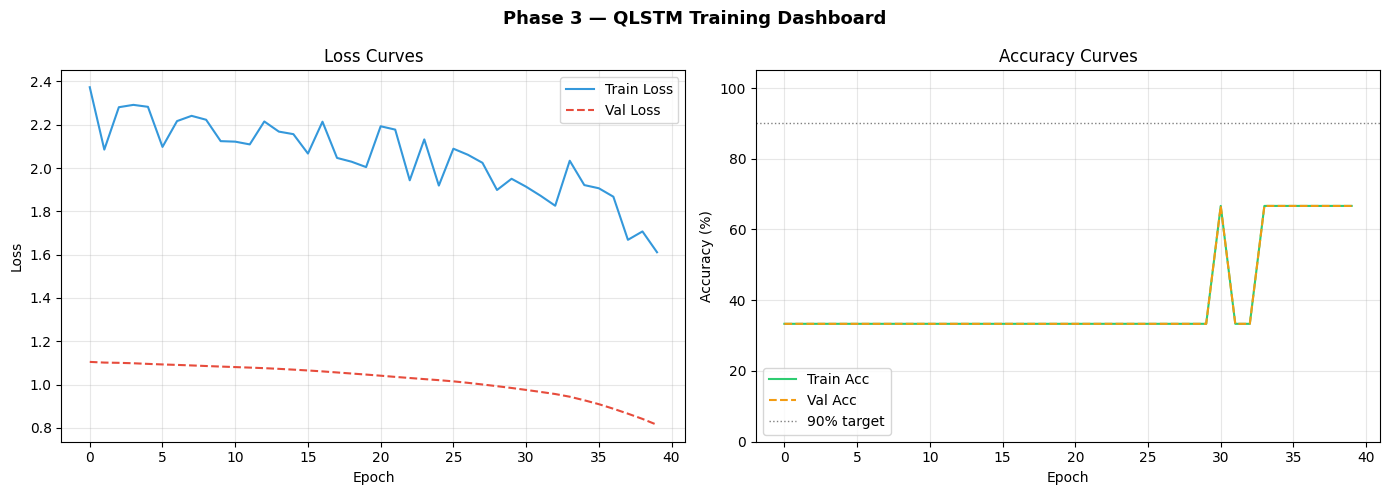 Phase 3 — QLSTM Training Dashboard
Loss Curves
2.4
2.2
2.0
1.8
1.6
1.4
1.2
1.0
0.8
Loss
Train Loss
Val Loss
0 5 10 15 20 25 30 35 40
Epoch
Accuracy Curves
100
80
60
40
20
0
Accuracy (%)
Train Acc
Val Acc
90% target
0 5 10 15 20 25 30 35 40
Epoch